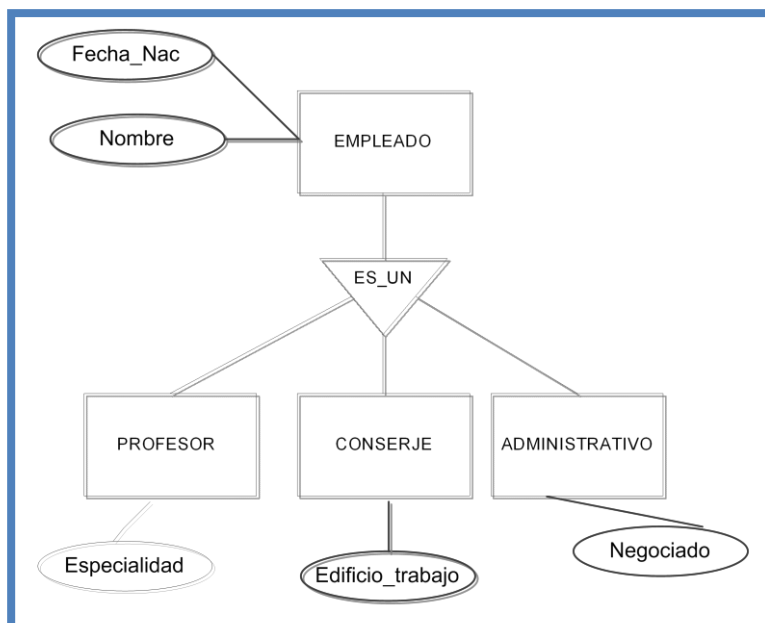 Fecha_Nac
Nombre
EMPLEADO
ES_UN
PROFESOR
CONSERJE
ADMINISTRATIVO
Especialidad
Edificio_trabajo
Negociado